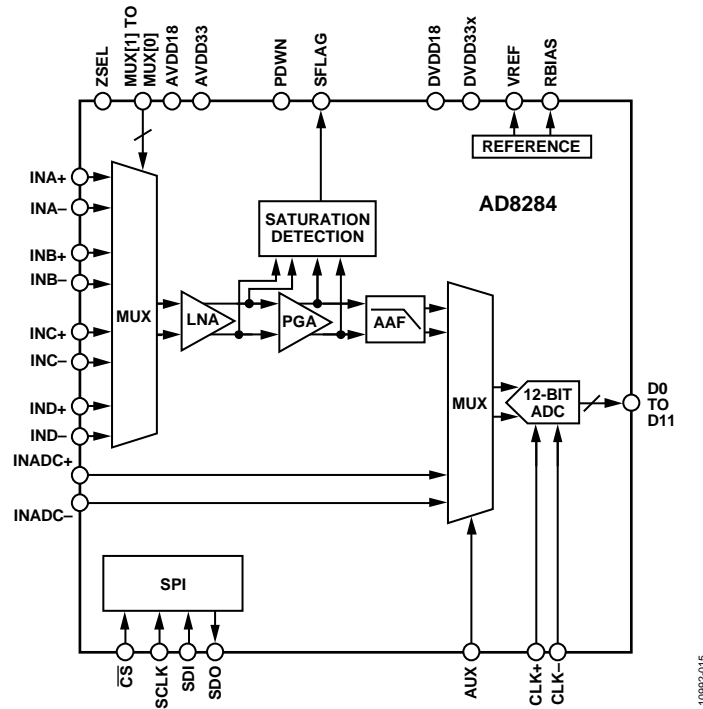 ZSEL
MUX[1] TO
MUX[0]
AVDD18
AVDD33
PDWN
SFLAG
DVDD18
DVDD33x
VREF
RBIAS
REFERENCE
AD8284
INA+
INA–
INB+
INB–
INC+
INC–
IND+
IND–
INADC+
INADC–
SATURATION
DETECTION
MUX
LNA
PGA
AAF
MUX
12-BIT
ADC
D0
TO
D11
SPI
CS
SCLK
SDI
SDO
AUX
CLK+
CLK–
10992-015